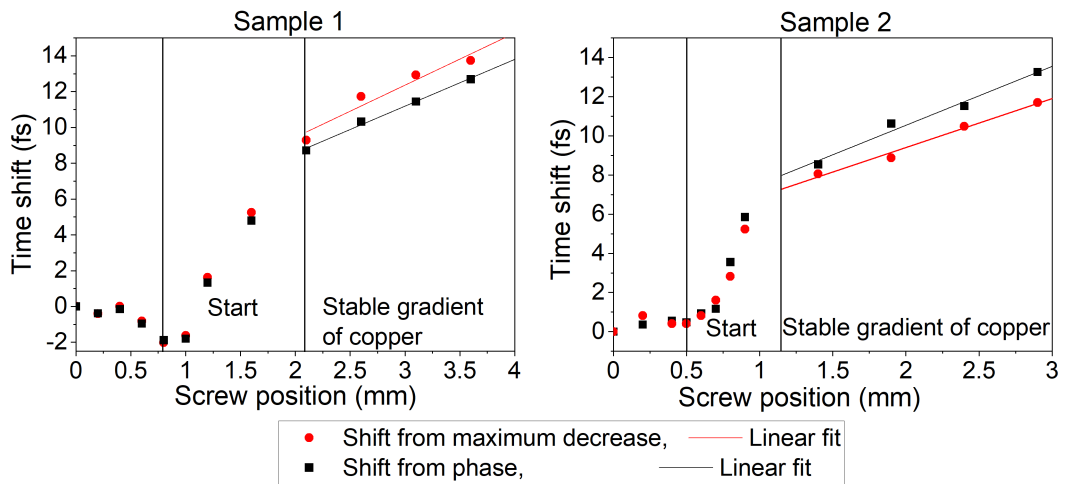 Sample 1
Time shift (fs)
14
12
10
8
6
4
2
0
-2
Start
Stable gradient
of copper
0 0.5 1 1.5 2 2.5 3 3.5 4
Screw position (mm)
Sample 2
Time shift (fs)
14
12
10
8
6
4
2
0
Start
Stable gradient of copper
0 0.5 1 1.5 2 2.5 3
Screw position (mm)
Shift from maximum decrease, Linear fit
Shift from phase, Linear fit